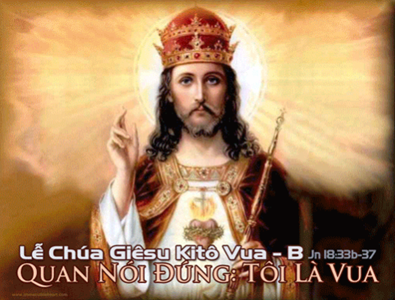 Lễ Chúa Giêsu Kitô Vua - B Jn 18:33b-37
QUAN NÓI ĐÚNG: TÔI LÀ VUA